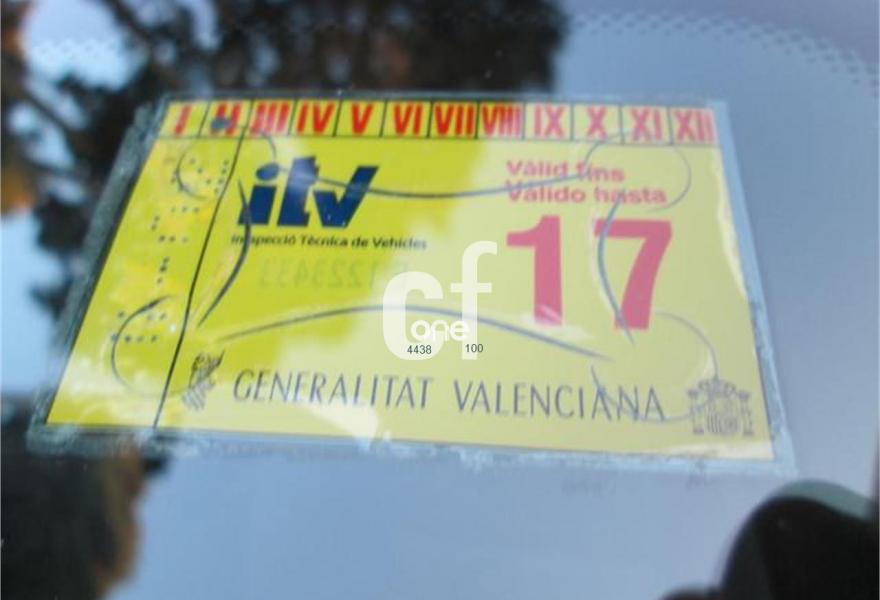 I II III IV V VI VII VIII IX X XI XII
itv
Inspecció Tècnica de Vehicles
Vàlid fins
Válido hasta
17
cf
one
4438 100
GENERALITAT VALENCIANA